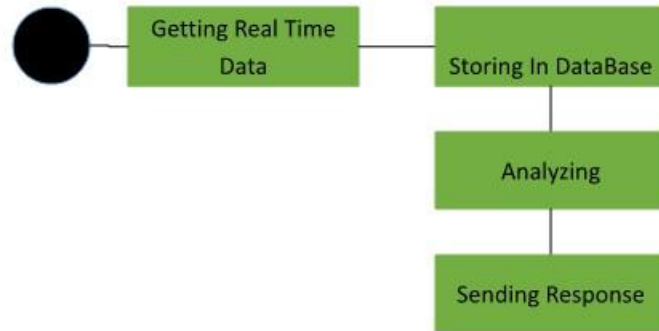 Getting Real Time
Data
Storing In DataBase
Analyzing
Sending Response